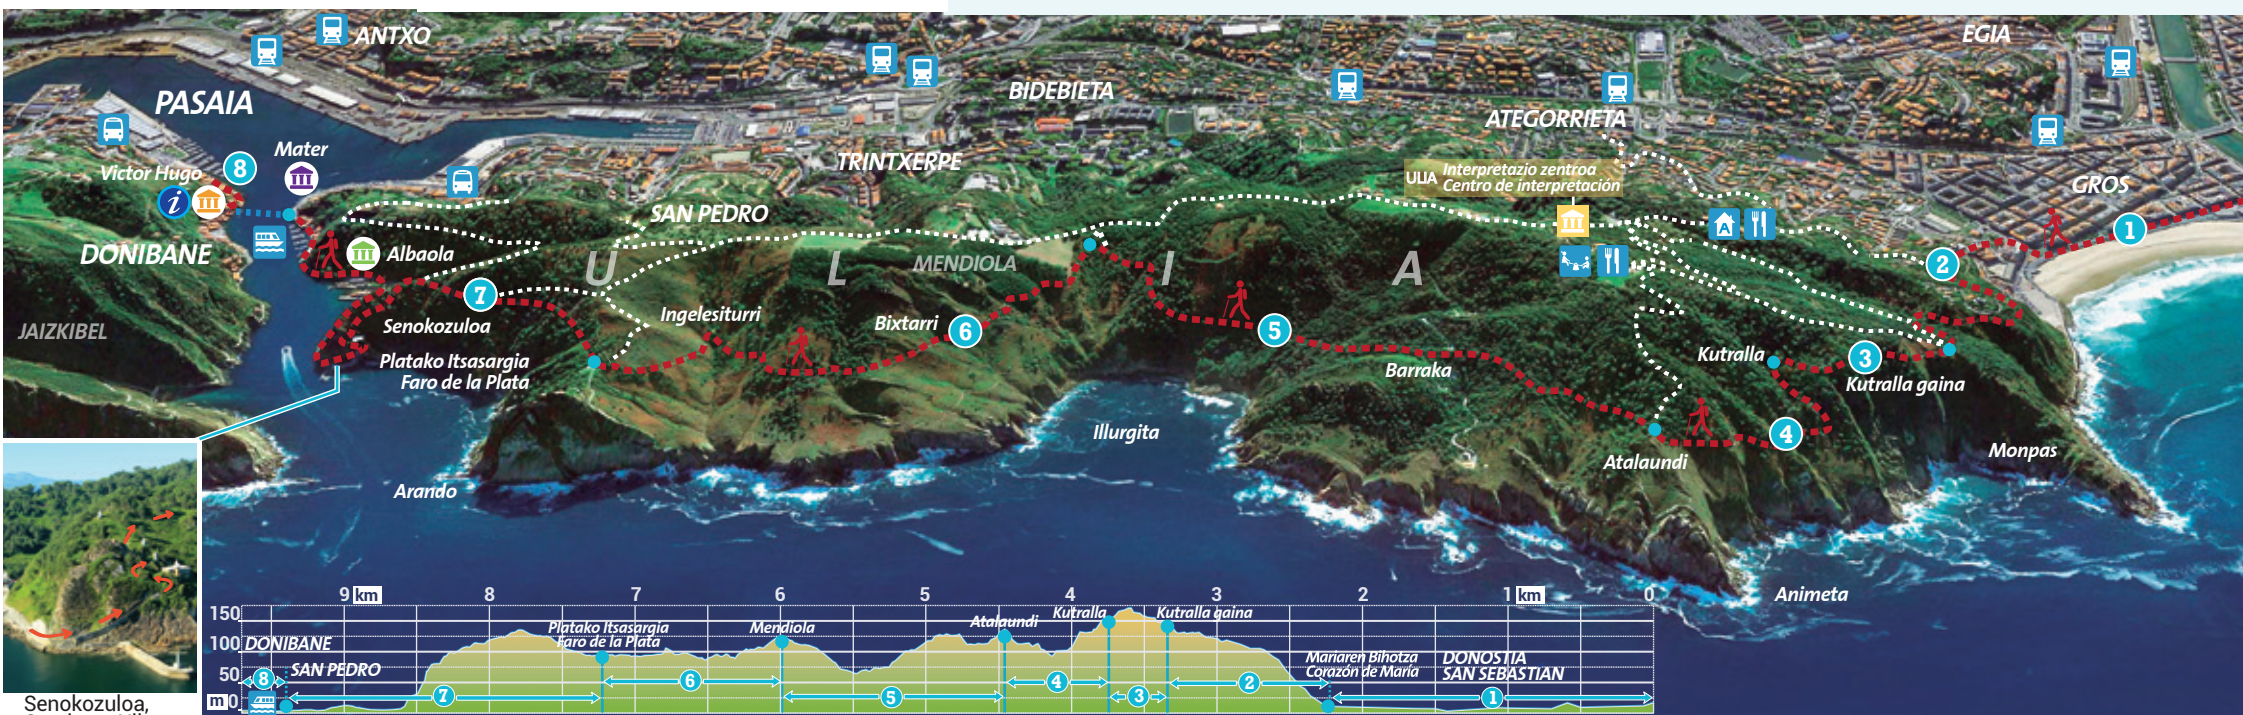 ANTXO
EGIA
PASAIA
BIDEBIETA
ATEGORRIETA
Mater
TRINTXERPE
Victor Hugo
8
i
ULIA
Interpretazio zentroa
Centro de interpretación
GROS
SAN PEDRO
A
1
DONIBANE
Albaola
U
L
MENDIOLA
I
A
2
7
JAIZKIBEL
Senokozuloa
Ingelesiturri
Bixtarri
6
5
Platako Itsasargia
Faro de la Plata
Barraka
Kutralla
3
Kutralla gaina
4
Illurgita
Atalaundi
Monpas
Arando
Animeta
9 km
8
7
6
5
4
3
2
1 km
0
150
100
50
m 0
DONIBANE
SAN PEDRO
Platako Itsasargia
Faro de la Plata
Mendiola
Atalaundi
Kutralla
Kutralla gaina
Mariaren Bihotza
Corazón de María
DONOSTIA
SAN SEBASTIAN
8
7
6
5
4
3
2
1
Senokozuloa,